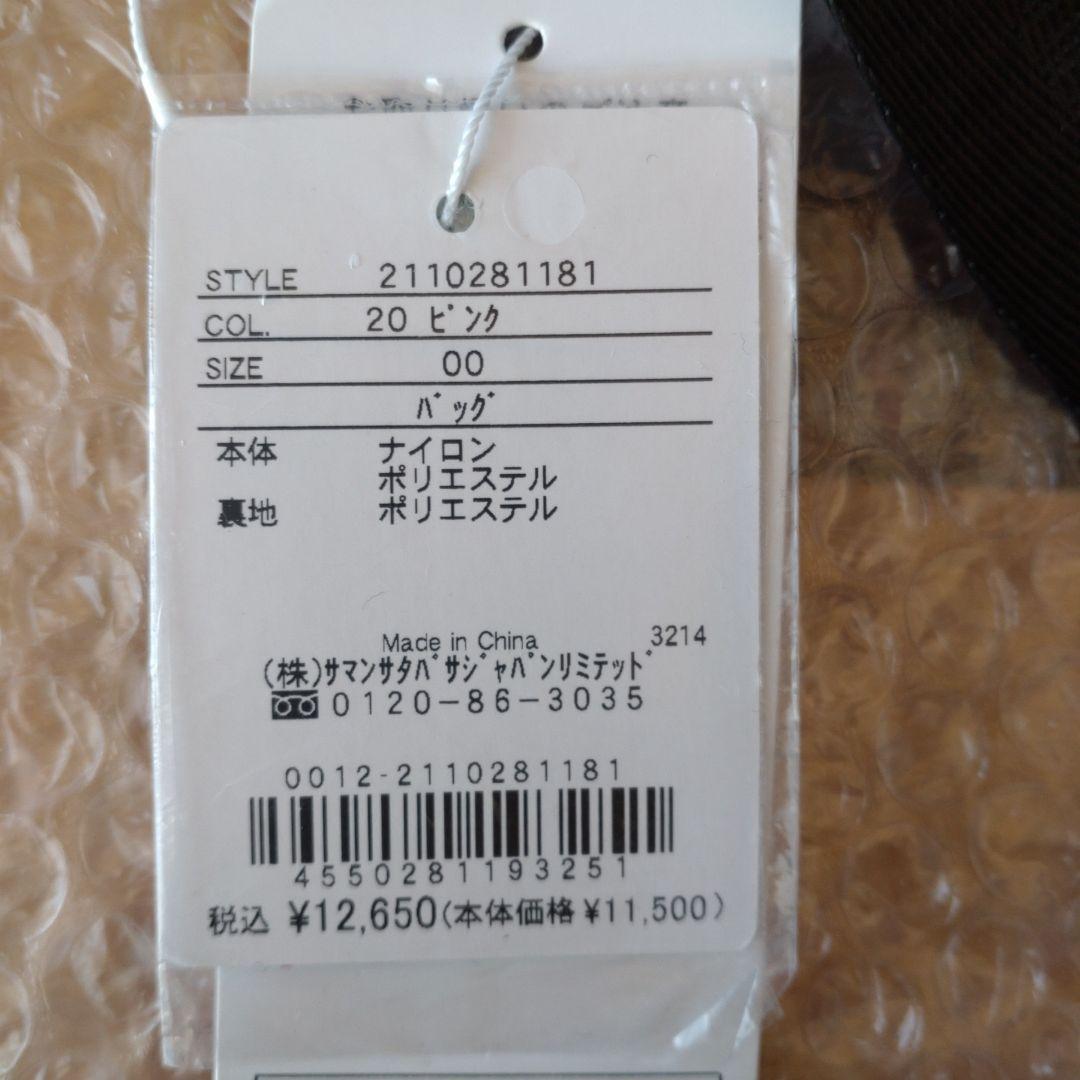 STYLE 2110281181
COL. 20 ﾋﾟﾝｸ
SIZE 00
ﾊﾞｯｸﾞ
本体 ナイロン
ポリエステル
裏地 ポリエステル
Made in China 3214
(株)ｻﾏﾝｻﾀﾊﾞｻｼﾞｬﾊﾟﾝﾘﾐﾃｯﾄﾞ
0120-86-3035
0012-2110281181
4550281193251
税込 ¥12,650(本体価格 ¥11,500)